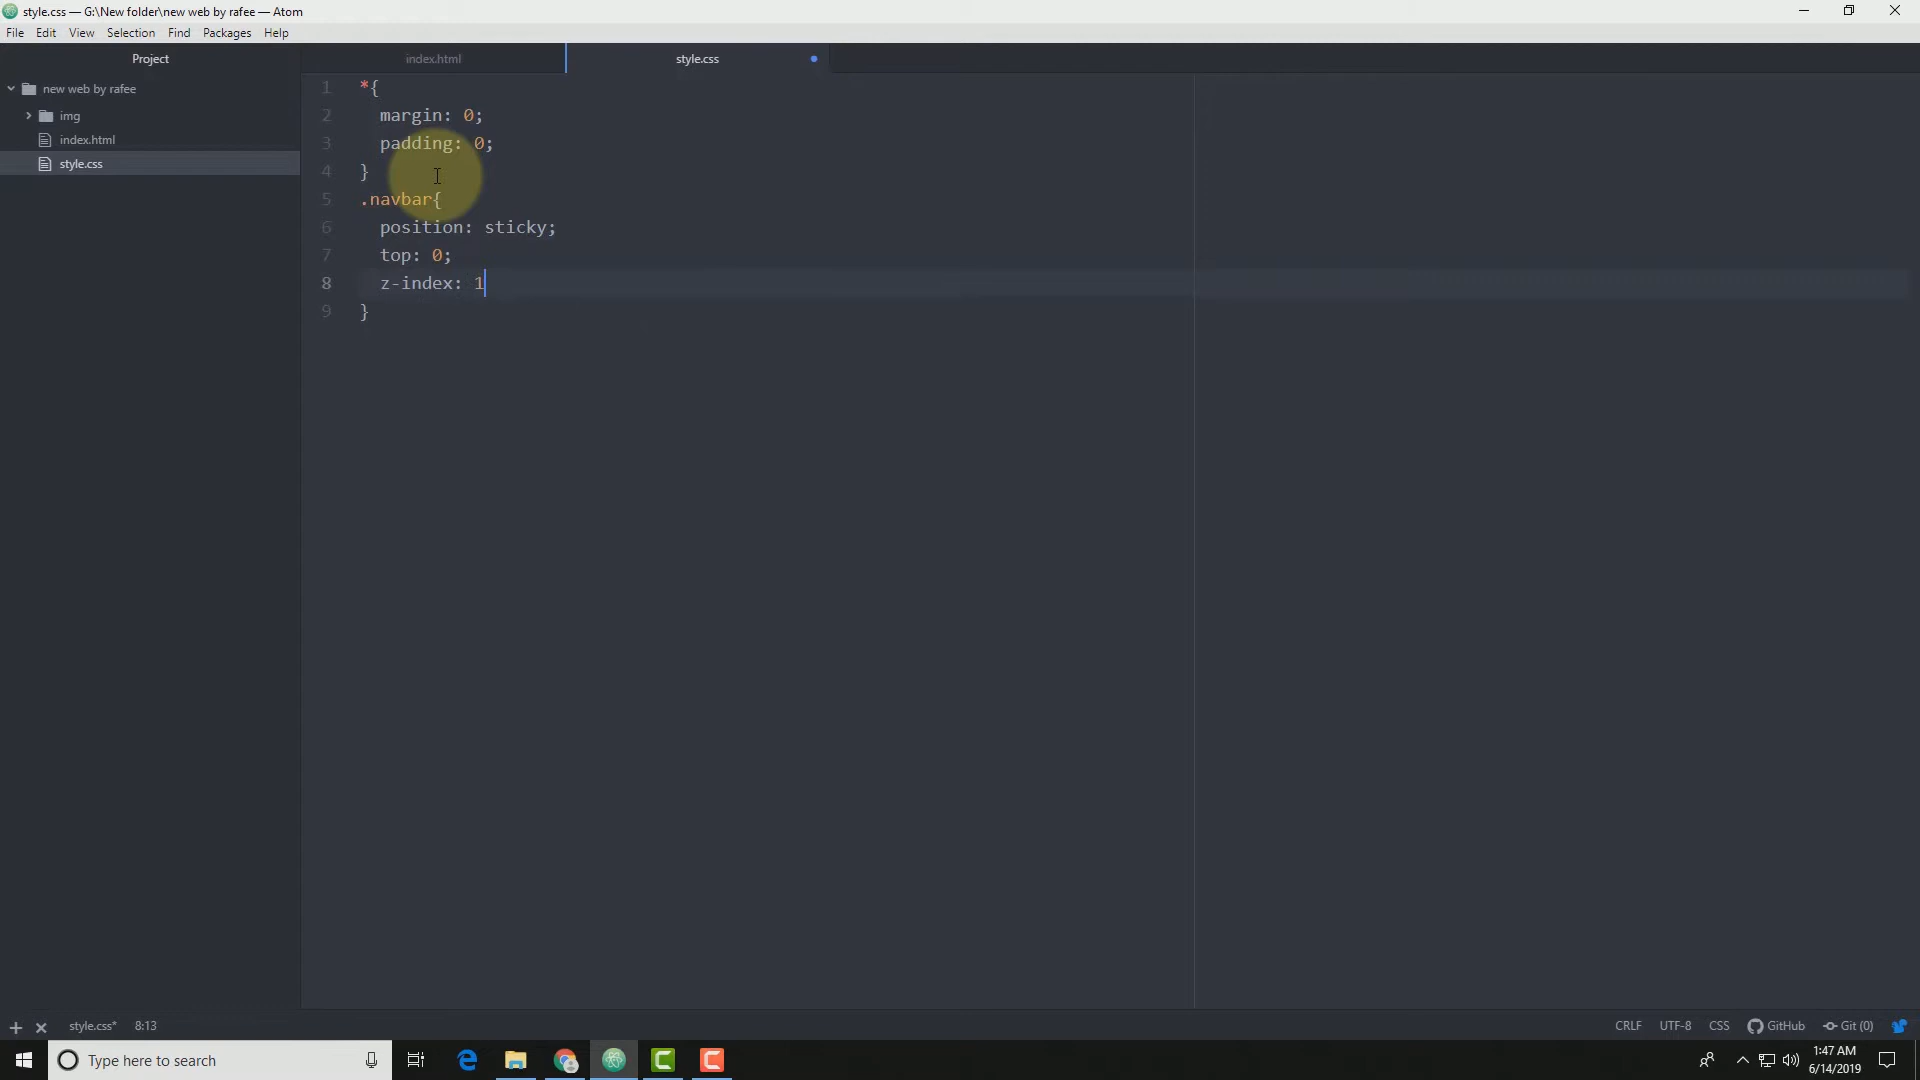 style.css — G:\New folder\new web by rafee — Atom
File Edit View Selection Find Packages Help
Project
index.html
style.css
new web by rafee
img
index.html
style.css
1 *{
2 margin: 0;
3 padding: 0;
4 }
5 .navbar{
6 position: sticky;
7 top: 0;
8 z-index: 1
9 }
style.css* 8:13
CRLF UTF-8 CSS GitHub Git (0)
Type here to search
1:47 AM
6/14/2019